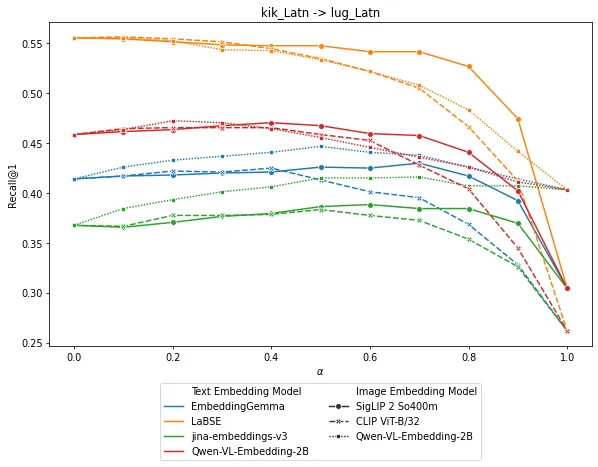 kik_Latn -> lug_Latn
Recall@1
0.55
0.50
0.45
0.40
0.35
0.30
0.25
0.0
0.2
0.4
0.6
0.8
1.0
α
Text Embedding Model
EmbeddingGemma
LaBSE
jina-embeddings-v3
Qwen-VL-Embedding-2B
Image Embedding Model
SigLIP 2 So400m
CLIP ViT-B/32
Qwen-VL-Embedding-2B